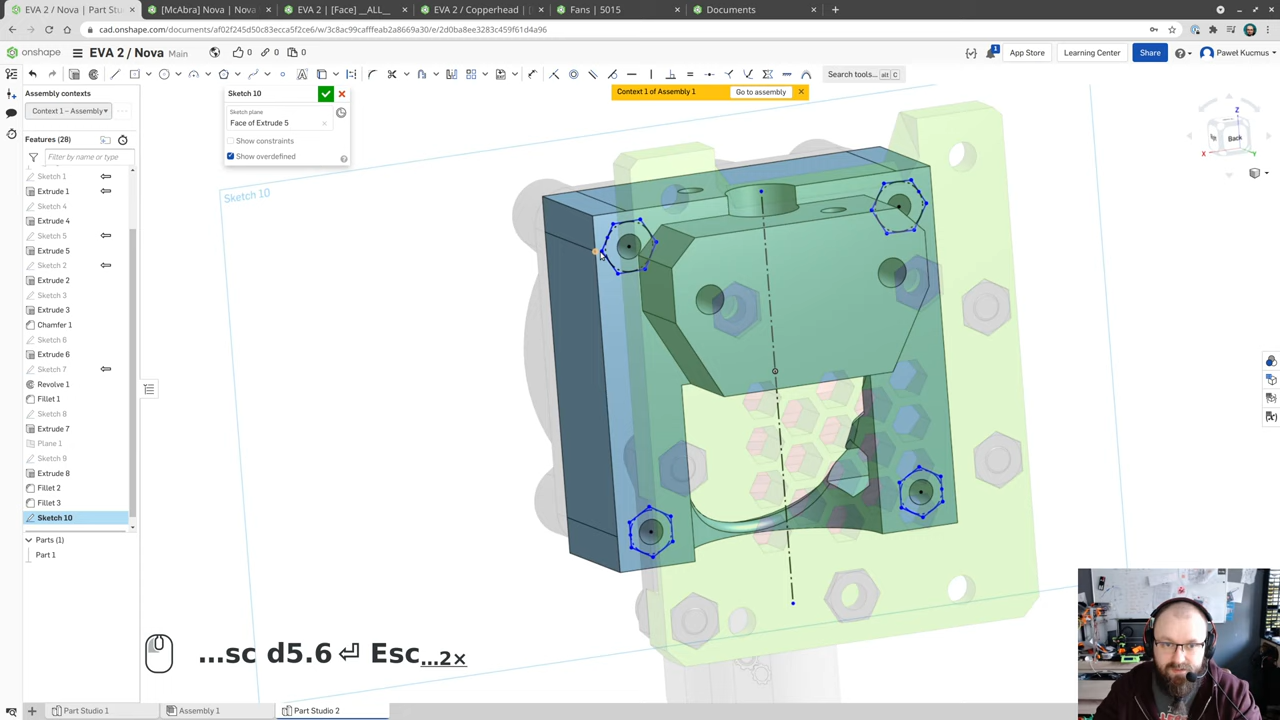 EVA 2 / Nova | Part S
[McAbra] Nova | Sketch
EVA 2 | [Face] __ALL__
EVA 2 / Copperhead |
Fans | 5015
Documents
cad.onshape.com/documents/af02f245d50c83ecca5f2ce6/w/3c8ac99cafffeab2a8669a30/e/2d0ba8ee3283c459f61d4a96
onshape
EVA 2 / Nova Main
0
0
0
1
App Store
Learning Center
Share
Pawel Kucmus
Search tools...
alt C
Assembly contexts
Context 1 – Assembly
Features (28)
Filter by name or type
Sketch 1
Extrude 1
Sketch 4
Extrude 4
Sketch 5
Extrude 5
Sketch 2
Extrude 2
Sketch 3
Extrude 3
Chamfer 1
Sketch 6
Extrude 6
Sketch 7
Revolve 1
Fillet 1
Sketch 8
Extrude 7
Plane 1
Sketch 9
Extrude 8
Fillet 2
Fillet 3
Sketch 10
Parts (1)
Part 1
Sketch 10
Sketch plane
Face of Extrude 5
Show constraints
Show overdefined
Context 1 of Assembly 1
Go to assembly
Sketch 10
Z
Back
X
Y
...sc d5.6⏎ Esc...2×
Part Studio 1
Assembly 1
Part Studio 2